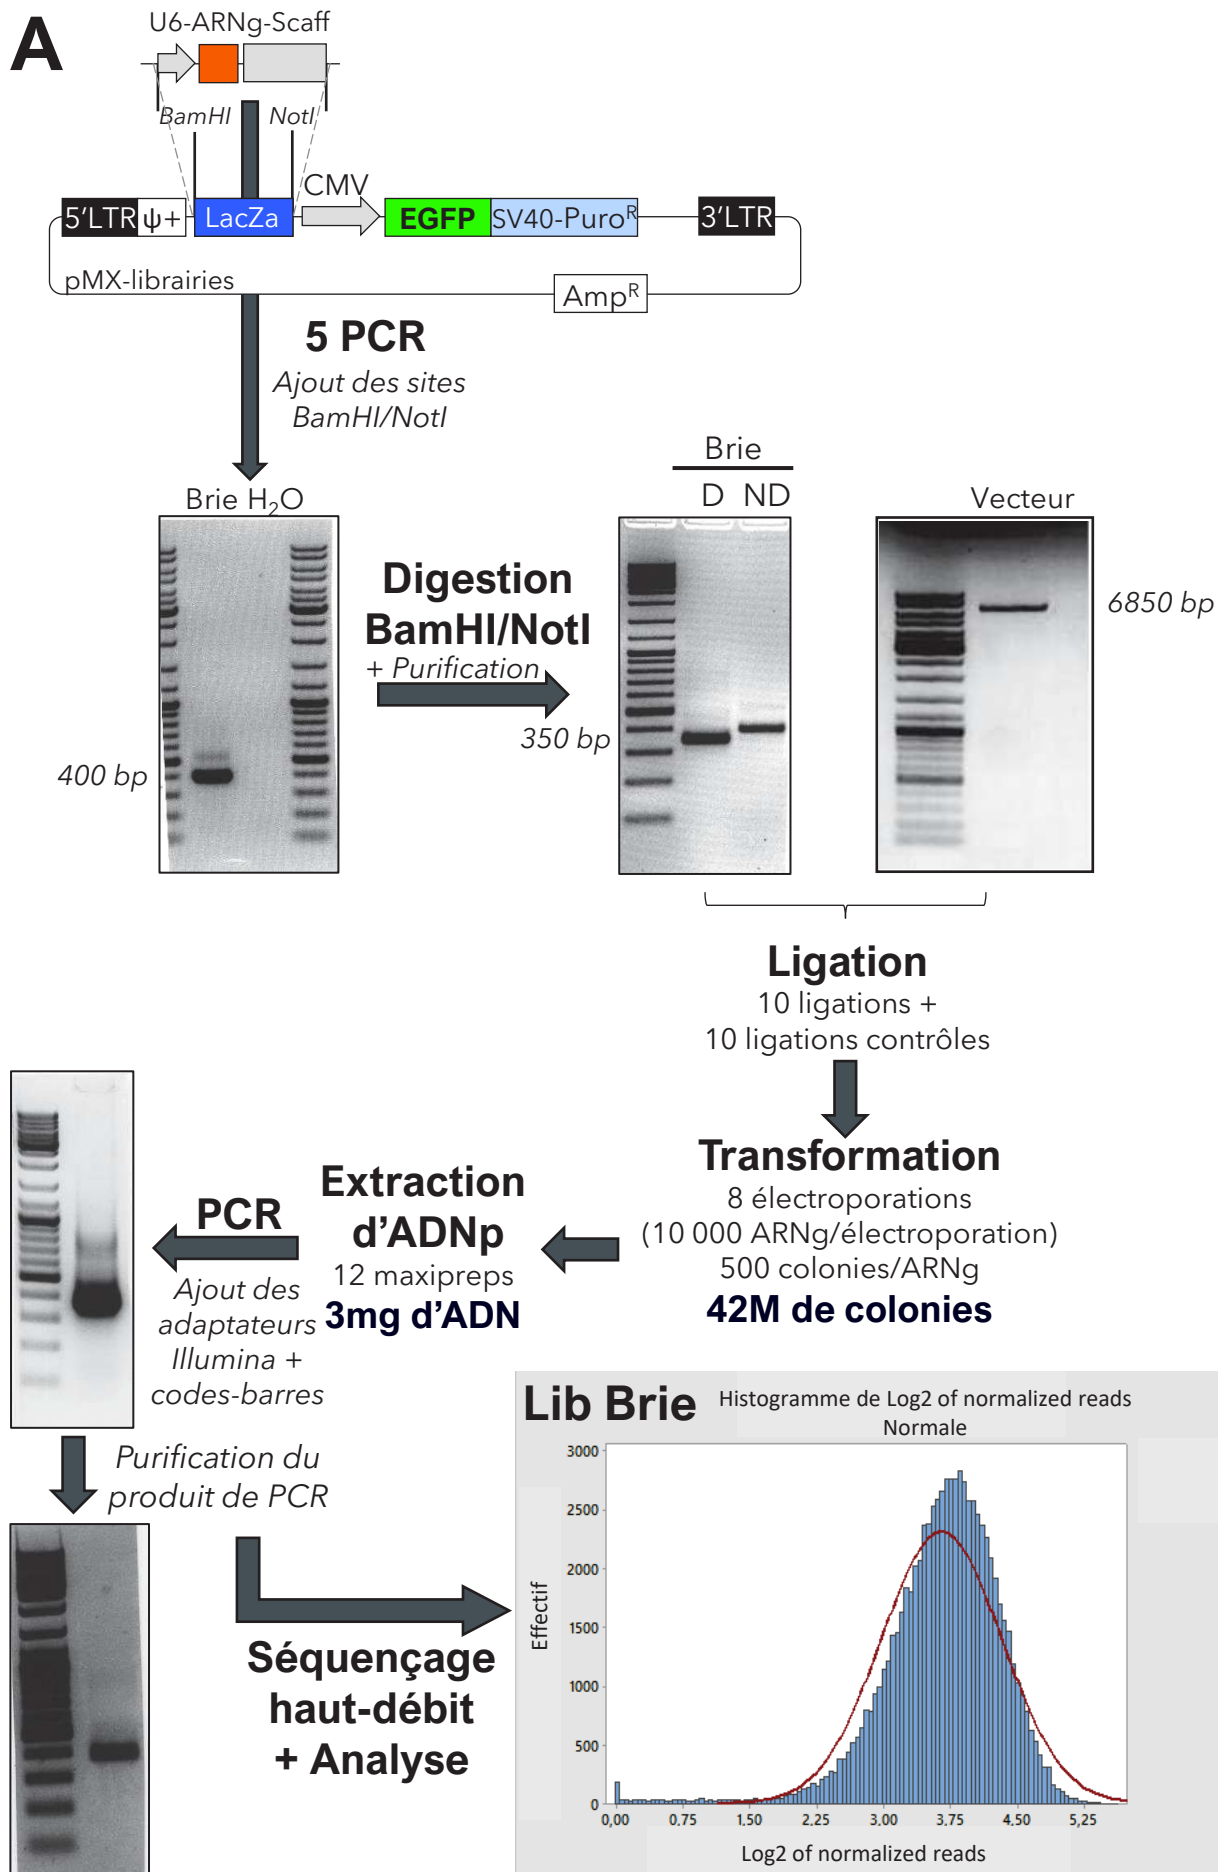 A
U6-ARNg-Scaff
BamHI NotI
CMV
5'LTR ψ+ LacZa EGFP SV40-Puroᴿ 3'LTR
pMX-librairies
Ampᴿ
5 PCR
Ajout des sites
BamHI/NotI
Brie H₂O
400 bp
Digestion
BamHI/NotI
+ Purification
Brie
D ND
350 bp
Vecteur
6850 bp
Ligation
10 ligations +
10 ligations contrôles
Transformation
8 électroporations
(10 000 ARNg/électroporation)
500 colonies/ARNg
42M de colonies
Extraction
d'ADNp
12 maxipreps
3mg d'ADN
PCR
Ajout des
adaptateurs
Illumina +
codes-barres
Purification du
produit de PCR
Séquençage
haut-débit
+ Analyse
Lib Brie
Histogramme de Log2 of normalized reads
Normale
Effectif
3000
2500
2000
1500
1000
500
0
0,00 0,75 1,50 2,25 3,00 3,75 4,50 5,25
Log2 of normalized reads